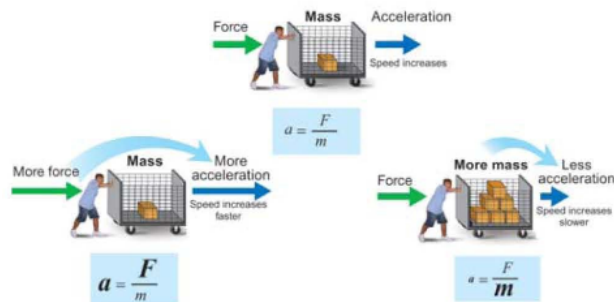 Force
Mass
Acceleration
Speed increases
a = F
m
More force
Mass
More
acceleration
Speed increases
faster
a = F
m
Force
More mass
Less
acceleration
Speed increases
slower
a = F
m